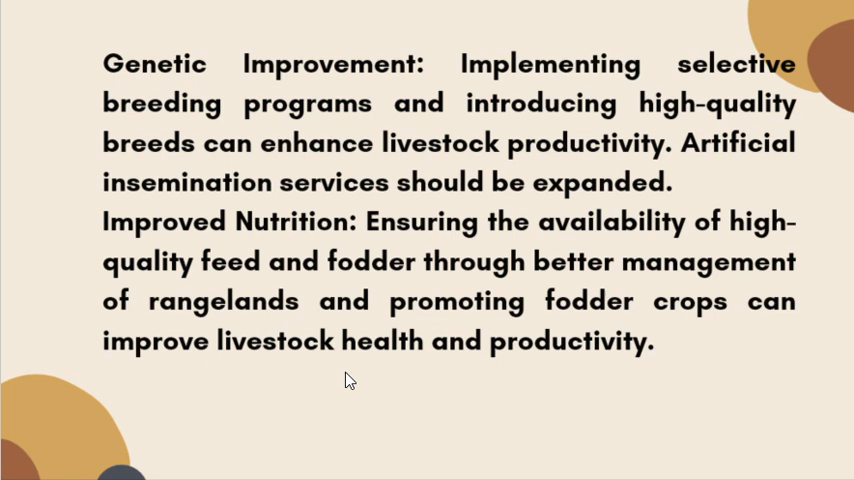 Genetic Improvement: Implementing selective
breeding programs and introducing high-quality
breeds can enhance livestock productivity. Artificial
insemination services should be expanded.
Improved Nutrition: Ensuring the availability of high-
quality feed and fodder through better management
of rangelands and promoting fodder crops can
improve livestock health and productivity.